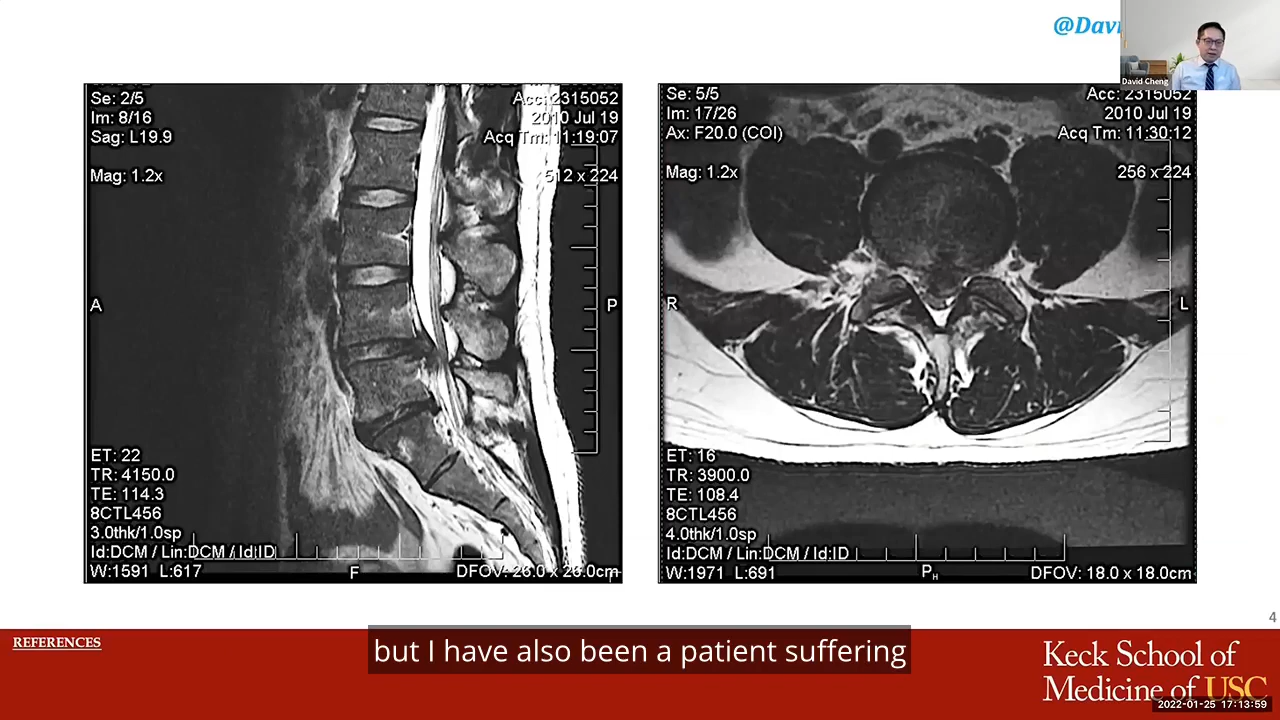 @Davi
David Cheng
Se: 2/5
Im: 8/16
Sag: L19.9
Mag: 1.2x
Acc: 2315052
2010 Jul 19
Acq Tm: 11:19:07
512 x 224
A
P
ET: 22
TR: 4150.0
TE: 114.3
8CTL456
3.0thk/1.0sp
Id:DCM / Lin:DCM / Id:ID
W:1591 L:617
F
DFOV: 26.0 x 26.0cm
Se: 5/5
Im: 17/26
Ax: F20.0 (COI)
Mag: 1.2x
Acc: 2315052
2010 Jul 19
Acq Tm: 11:30:12
256 x 224
R
L
ET: 16
TR: 3900.0
TE: 108.4
8CTL456
4.0thk/1.0sp
Id:DCM / Lin:DCM / Id:ID
W:1971 L:691
PH
DFOV: 18.0 x 18.0cm
4
REFERENCES
but I have also been a patient suffering
Keck School of
Medicine of USC
2022-01-25 17:13:59